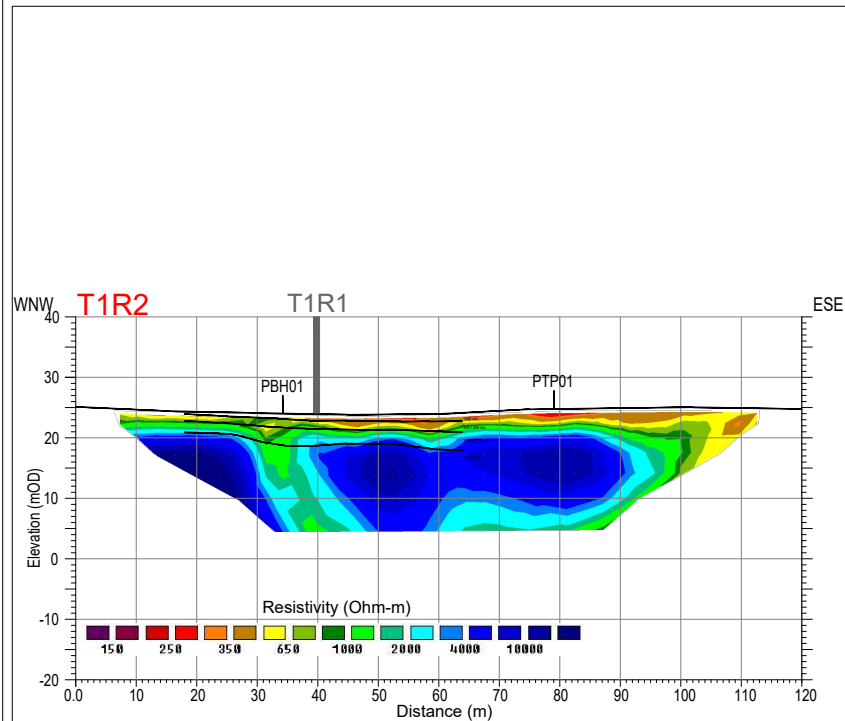 WNW T1R2 T1R1 ESE
40
30
20
10
0
-10
-20
Elevation (mOD)
PBH01 PTP01
Resistivity (Ohm-m)
150 250 350 650 1000 2000 4000 10000
0.0 10 20 30 40 50 60 70 80 90 100 110 120
Distance (m)